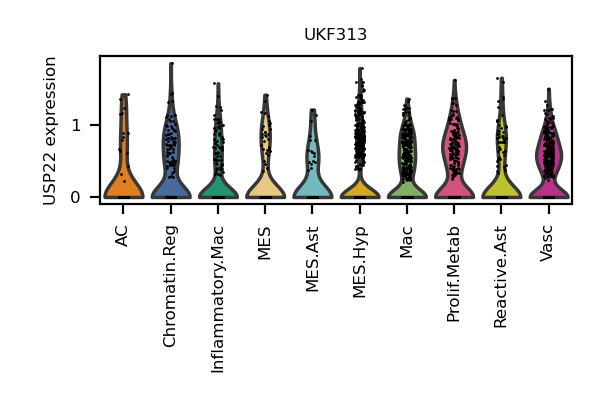 UKF313
USP22 expression
1
0
AC
Chromatin.Reg
Inflammatory.Mac
MES
MES.Ast
MES.Hyp
Mac
Prolif.Metab
Reactive.Ast
Vasc